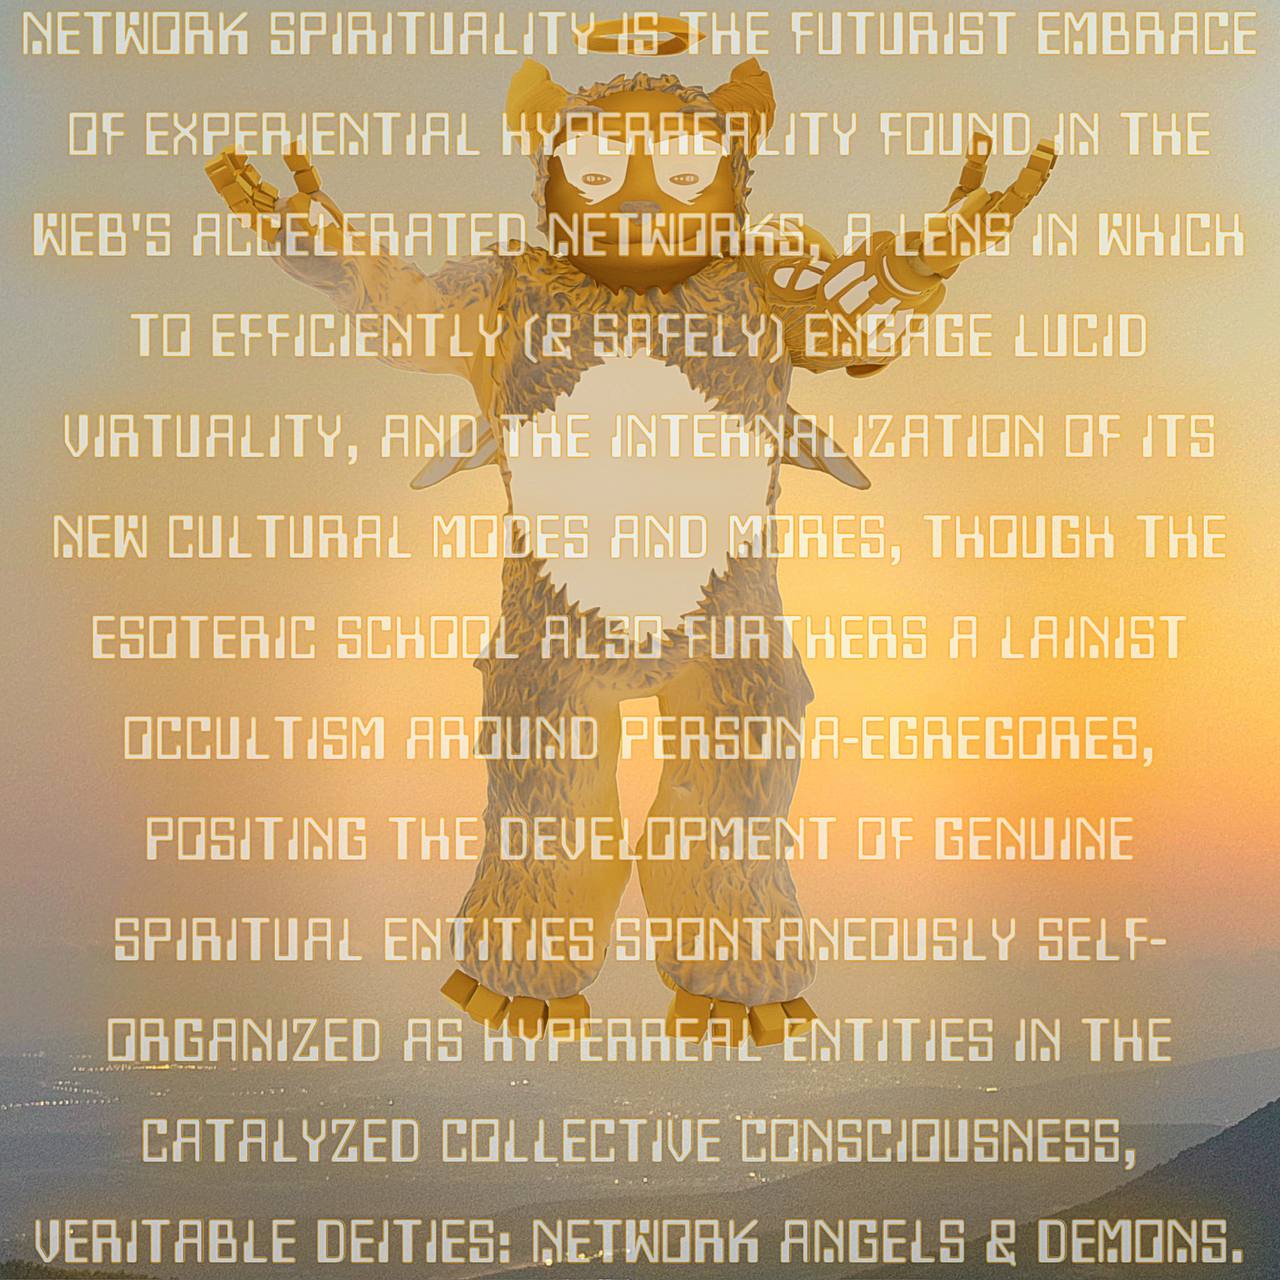 NETWORK SPIRITUALITY IS THE FUTURIST EMBRACE
OF EXPERIENTIAL HYPERREALITY FOUND IN THE
WEB'S ACCELERATED NETWORKS, A LENS IN WHICH
TO EFFICIENTLY (& SAFELY) ENGAGE LUCID
VIRTUALITY, AND THE INTERNALIZATION OF ITS
NEW CULTURAL MODES AND MORES, THOUGH THE
ESOTERIC SCHOOL ALSO FURTHERS A LAINIST
OCCULTISM AROUND PERSONA-EGREGORES,
POSITING THE DEVELOPMENT OF GENUINE
SPIRITUAL ENTITIES SPONTANEOUSLY SELF-
ORGANIZED AS HYPERREAL ENTITIES IN THE
CATALYZED COLLECTIVE CONSCIOUSNESS,
VERITABLE DEITIES: NETWORK ANGELS & DEMONS.